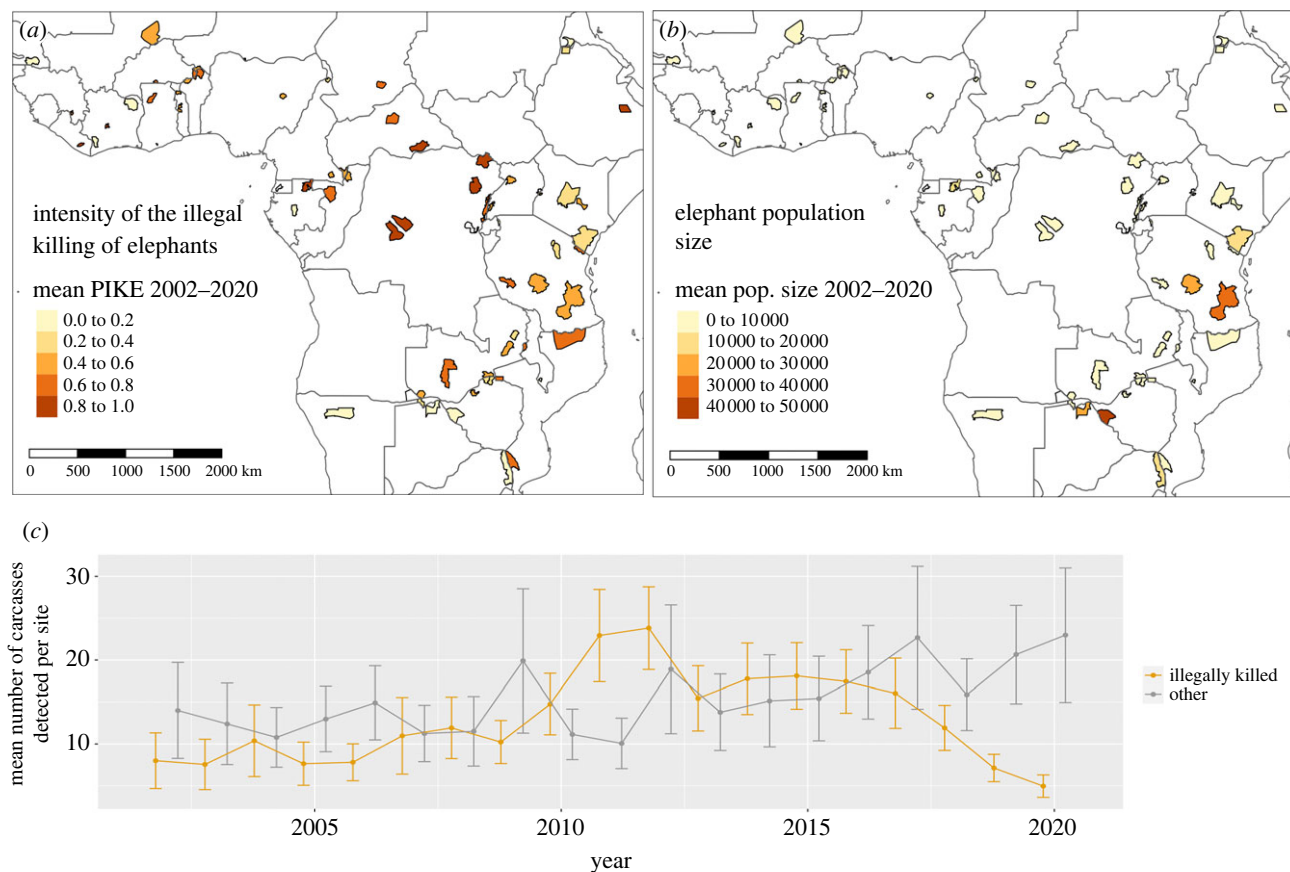 (a)
intensity of the illegal
killing of elephants
mean PIKE 2002–2020
0.0 to 0.2
0.2 to 0.4
0.4 to 0.6
0.6 to 0.8
0.8 to 1.0
0 500 1000 1500 2000 km
(b)
elephant population
size
mean pop. size 2002–2020
0 to 10 000
10 000 to 20 000
20 000 to 30 000
30 000 to 40 000
40 000 to 50 000
0 500 1000 1500 2000 km
(c)
mean number of carcasses
detected per site
30
20
10
2005 2010 2015 2020
year
illegally killed
other